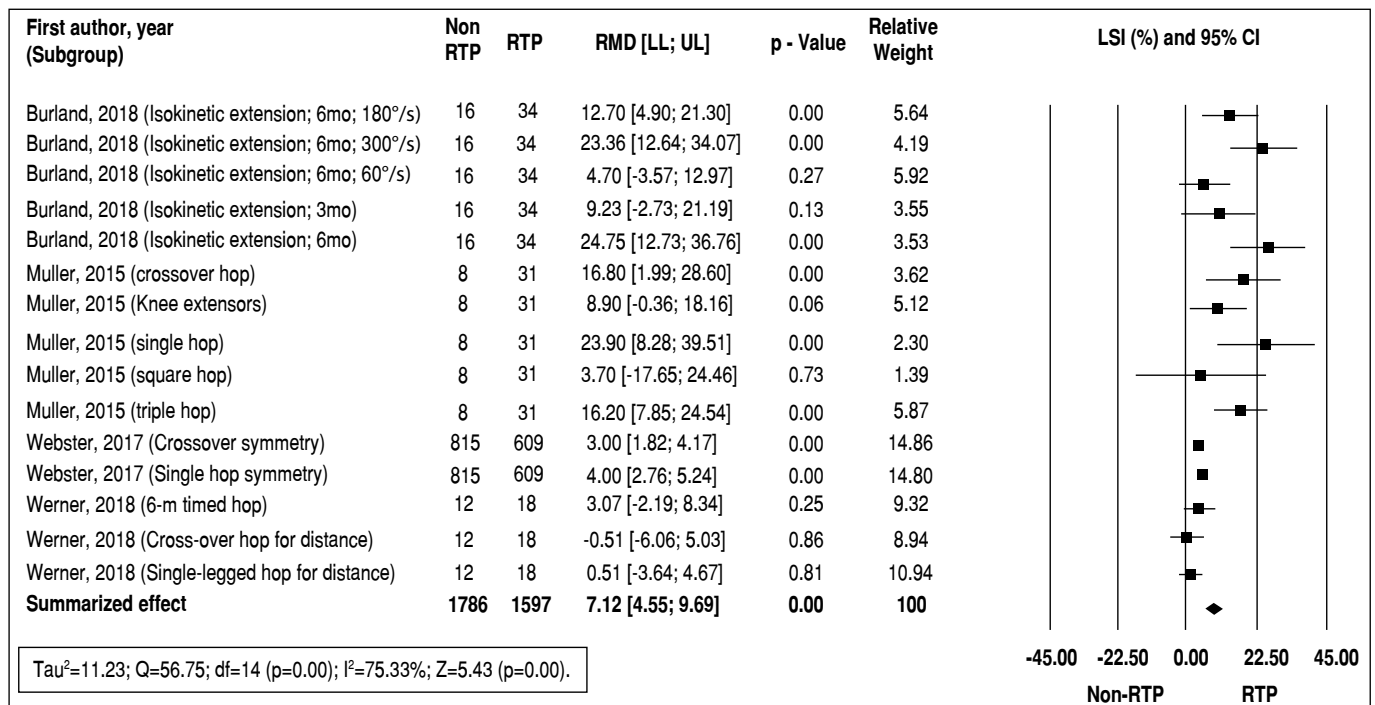 First author, year (Subgroup) Non RTP RTP RMD [LL; UL] p - Value Relative Weight LSI (%) and 95% CI
Burland, 2018 (Isokinetic extension; 6mo; 180°/s) 16 34 12.70 [4.90; 21.30] 0.00 5.64
Burland, 2018 (Isokinetic extension; 6mo; 300°/s) 16 34 23.36 [12.64; 34.07] 0.00 4.19
Burland, 2018 (Isokinetic extension; 6mo; 60°/s) 16 34 4.70 [-3.57; 12.97] 0.27 5.92
Burland, 2018 (Isokinetic extension; 3mo) 16 34 9.23 [-2.73; 21.19] 0.13 3.55
Burland, 2018 (Isokinetic extension; 6mo) 16 34 24.75 [12.73; 36.76] 0.00 3.53
Muller, 2015 (crossover hop) 8 31 16.80 [1.99; 28.60] 0.00 3.62
Muller, 2015 (Knee extensors) 8 31 8.90 [-0.36; 18.16] 0.06 5.12
Muller, 2015 (single hop) 8 31 23.90 [8.28; 39.51] 0.00 2.30
Muller, 2015 (square hop) 8 31 3.70 [-17.65; 24.46] 0.73 1.39
Muller, 2015 (triple hop) 8 31 16.20 [7.85; 24.54] 0.00 5.87
Webster, 2017 (Crossover symmetry) 815 609 3.00 [1.82; 4.17] 0.00 14.86
Webster, 2017 (Single hop symmetry) 815 609 4.00 [2.76; 5.24] 0.00 14.80
Werner, 2018 (6-m timed hop) 12 18 3.07 [-2.19; 8.34] 0.25 9.32
Werner, 2018 (Cross-over hop for distance) 12 18 -0.51 [-6.06; 5.03] 0.86 8.94
Werner, 2018 (Single-legged hop for distance) 12 18 0.51 [-3.64; 4.67] 0.81 10.94
Summarized effect 1786 1597 7.12 [4.55; 9.69] 0.00 100
Tau²=11.23; Q=56.75; df=14 (p=0.00); I²=75.33%; Z=5.43 (p=0.00).
-45.00 -22.50 0.00 22.50 45.00
Non-RTP RTP